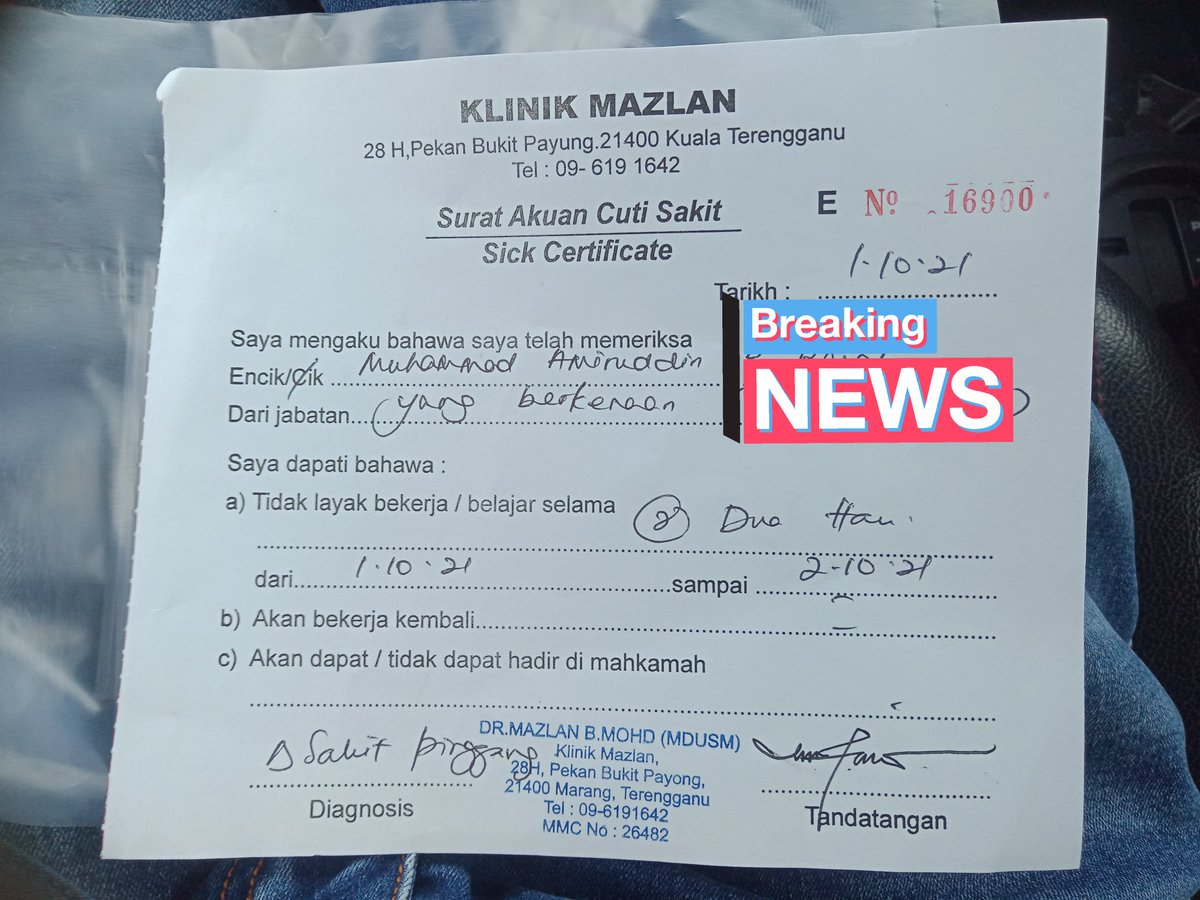 KLINIK MAZLAN
28 H,Pekan Bukit Payung.21400 Kuala Terengganu
Tel : 09- 619 1642
Surat Akuan Cuti Sakit
Sick Certificate
E Nº 16900
Tarikh : 1.10.21
Breaking
NEWS
Saya mengaku bahawa saya telah memeriksa
Encik/Cik Muhammad Amiruddin
Dari jabatan (yang berkenaan
Saya dapati bahawa :
a) Tidak layak bekerja / belajar selama (2) Dua Hari.
dari 1.10.21 sampai 2-10.21
b) Akan bekerja kembali
c) Akan dapat / tidak dapat hadir di mahkamah
Δ Sakit pinggang
Diagnosis
DR.MAZLAN B.MOHD (MDUSM)
Klinik Mazlan,
28H, Pekan Bukit Payong,
21400 Marang, Terengganu
Tel : 09-6191642
MMC No : 26482
Tandatangan